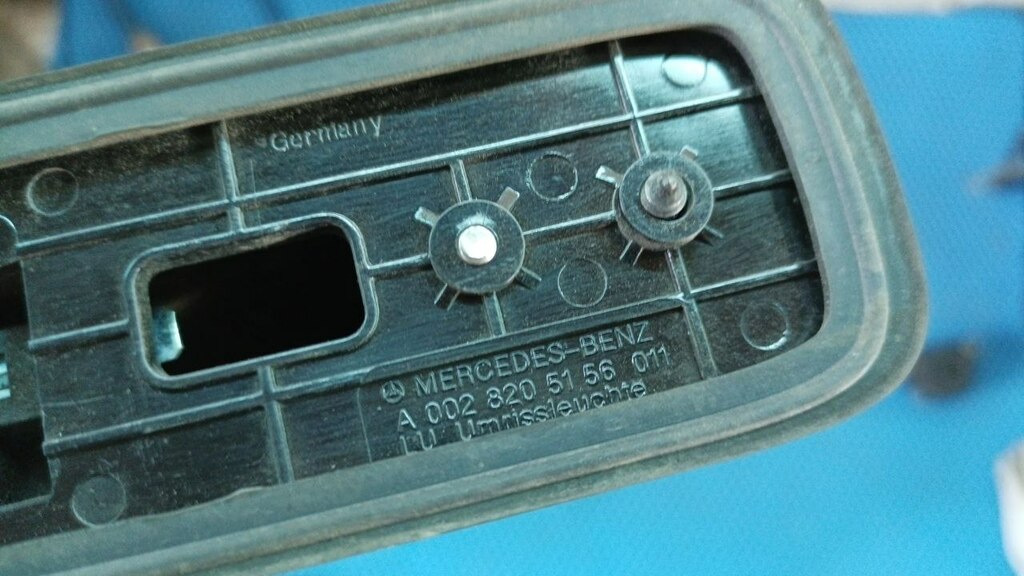 Germany
MERCEDES-BENZ
A 002 820 51 56 011
LU Umrissleuchte